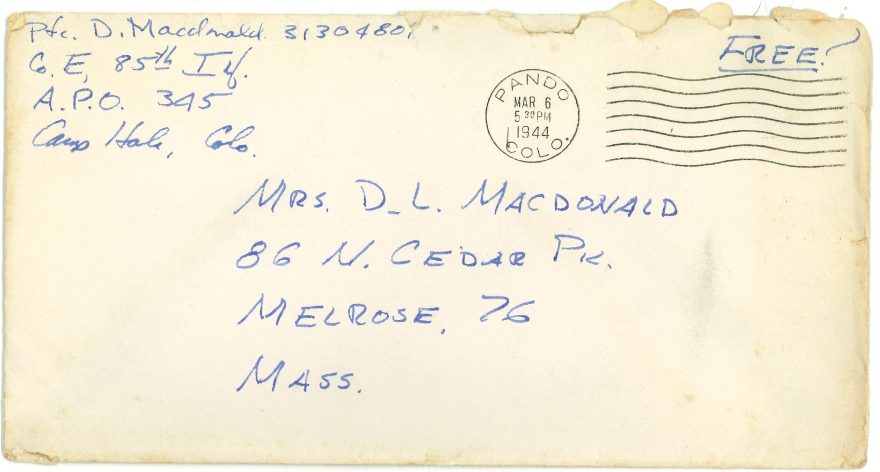 Pfc. D. Macdonald. 31304801
Co. E, 85th Inf.
A.P.O. 345
Camp Hale, Colo.
FREE.
PANDO
MAR 6
5 30 PM
1944
COLO.
MRS. D-L. MACDONALD
86 N. CEDAR PK.
MELROSE, 76
MASS.